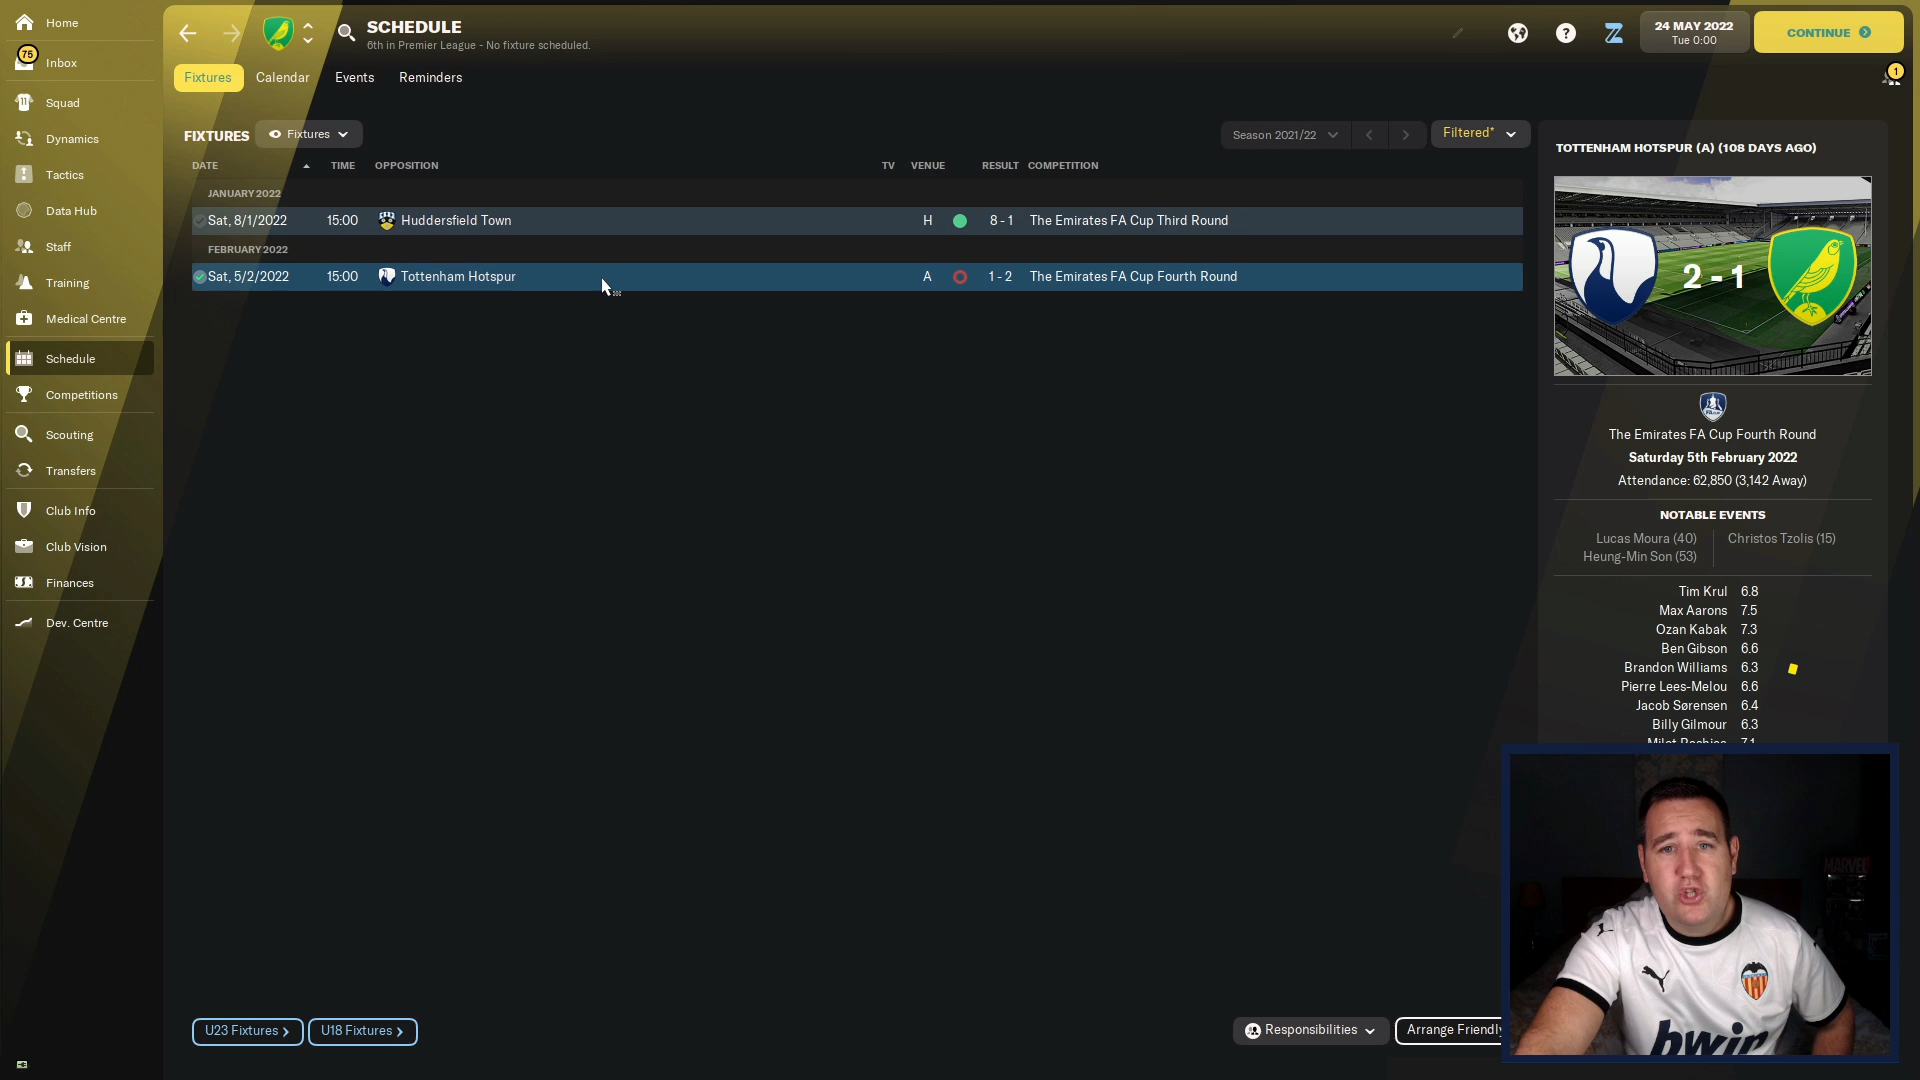 Home
75
Inbox
Squad
Dynamics
Tactics
Data Hub
Staff
Training
Medical Centre
Schedule
Competitions
Scouting
Transfers
Club Info
Club Vision
Finances
Dev. Centre
SCHEDULE
6th in Premier League - No fixture scheduled.
24 MAY 2022
Tue 0:00
CONTINUE
Fixtures
Calendar
Events
Reminders
1
FIXTURES
Fixtures
Season 2021/22
Filtered*
DATE TIME OPPOSITION TV VENUE RESULT COMPETITION
JANUARY 2022
Sat, 8/1/2022 15:00 Huddersfield Town H 8 - 1 The Emirates FA Cup Third Round
FEBRUARY 2022
Sat, 5/2/2022 15:00 Tottenham Hotspur A 1 - 2 The Emirates FA Cup Fourth Round
TOTTENHAM HOTSPUR (A) (108 DAYS AGO)
2 - 1
The Emirates FA Cup Fourth Round
Saturday 5th February 2022
Attendance: 62,850 (3,142 Away)
NOTABLE EVENTS
Lucas Moura (40) Christos Tzolis (15)
Heung-Min Son (53)
Tim Krul 6.8
Max Aarons 7.5
Ozan Kabak 7.3
Ben Gibson 6.6
Brandon Williams 6.3
Pierre Lees-Melou 6.6
Jacob Sørensen 6.4
Billy Gilmour 6.3
MARVEL
bwin
U23 Fixtures
U18 Fixtures
Responsibilities
Arrange Friendly